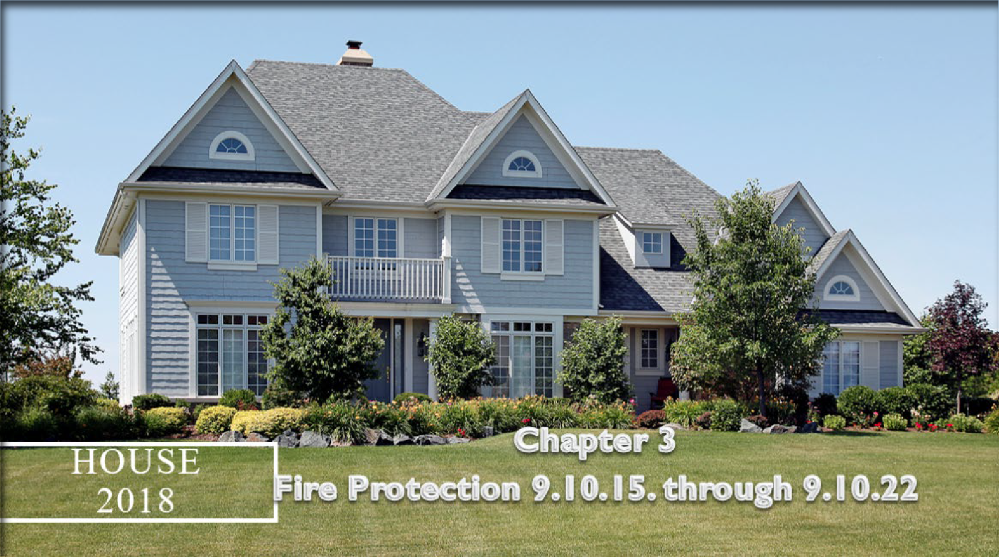 HOUSE
2018
Chapter 3
Fire Protection 9.10.15. through 9.10.22